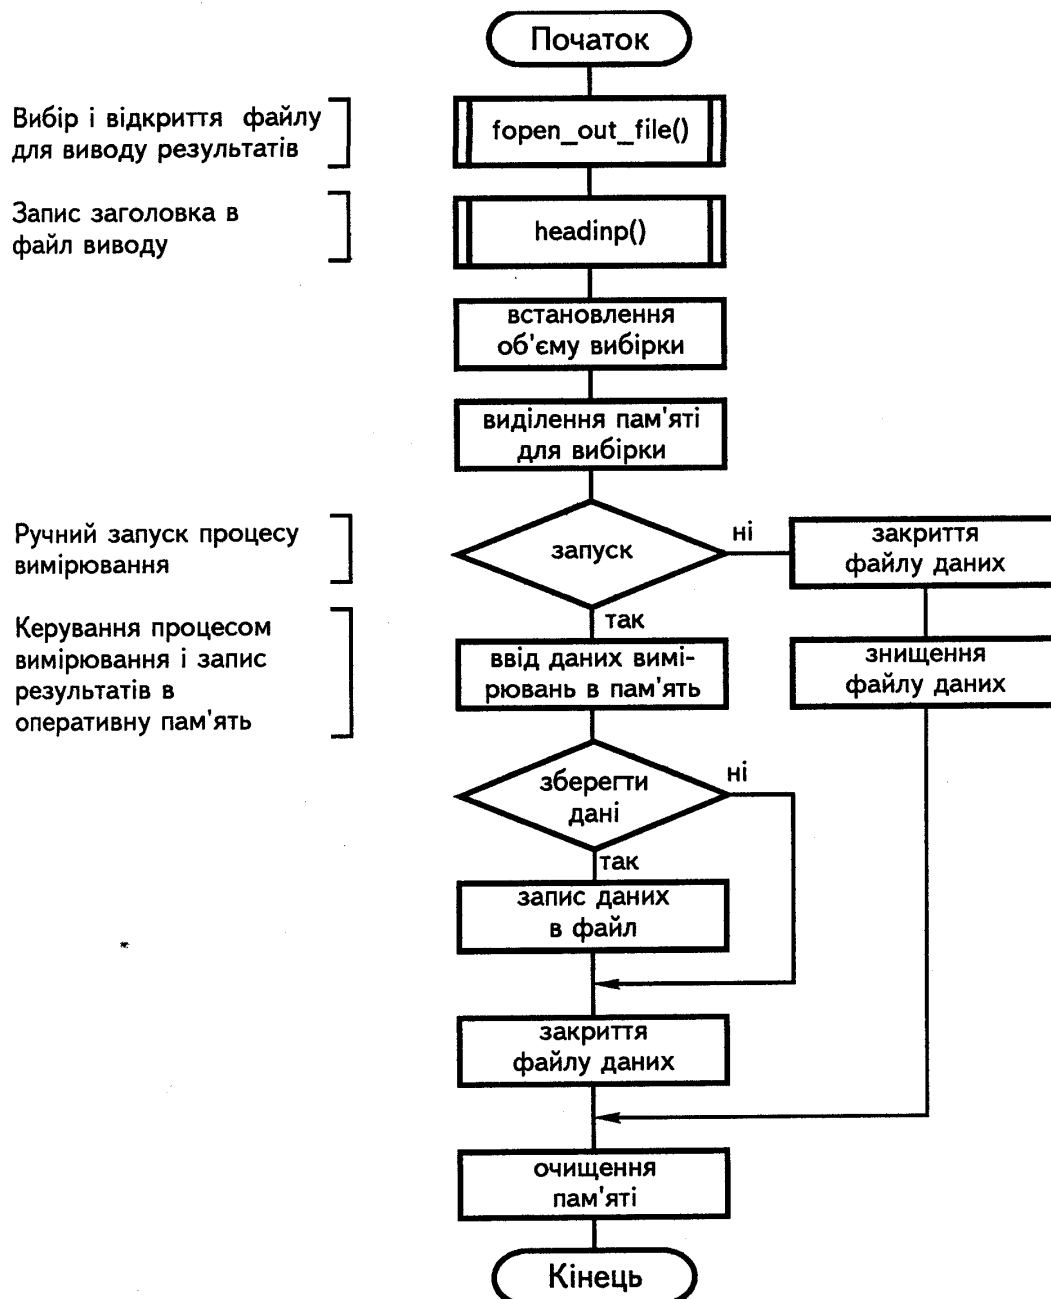 Початок
Вибір і відкриття файлу
для виводу результатів
fopen_out_file()
Запис заголовка в
файл виводу
headinp()
встановлення
об'єму вибірки
виділення пам'яті
для вибірки
Ручний запуск процесу
вимірювання
запуск
ні
закриття
файлу даних
так
Керування процесом
вимірювання і запис
результатів в
оперативну пам'ять
ввід даних вимі-
рювань в пам'ять
знищення
файлу даних
зберегти
дані
ні
так
запис даних
в файл
закриття
файлу даних
очищення
пам'яті
Кінець